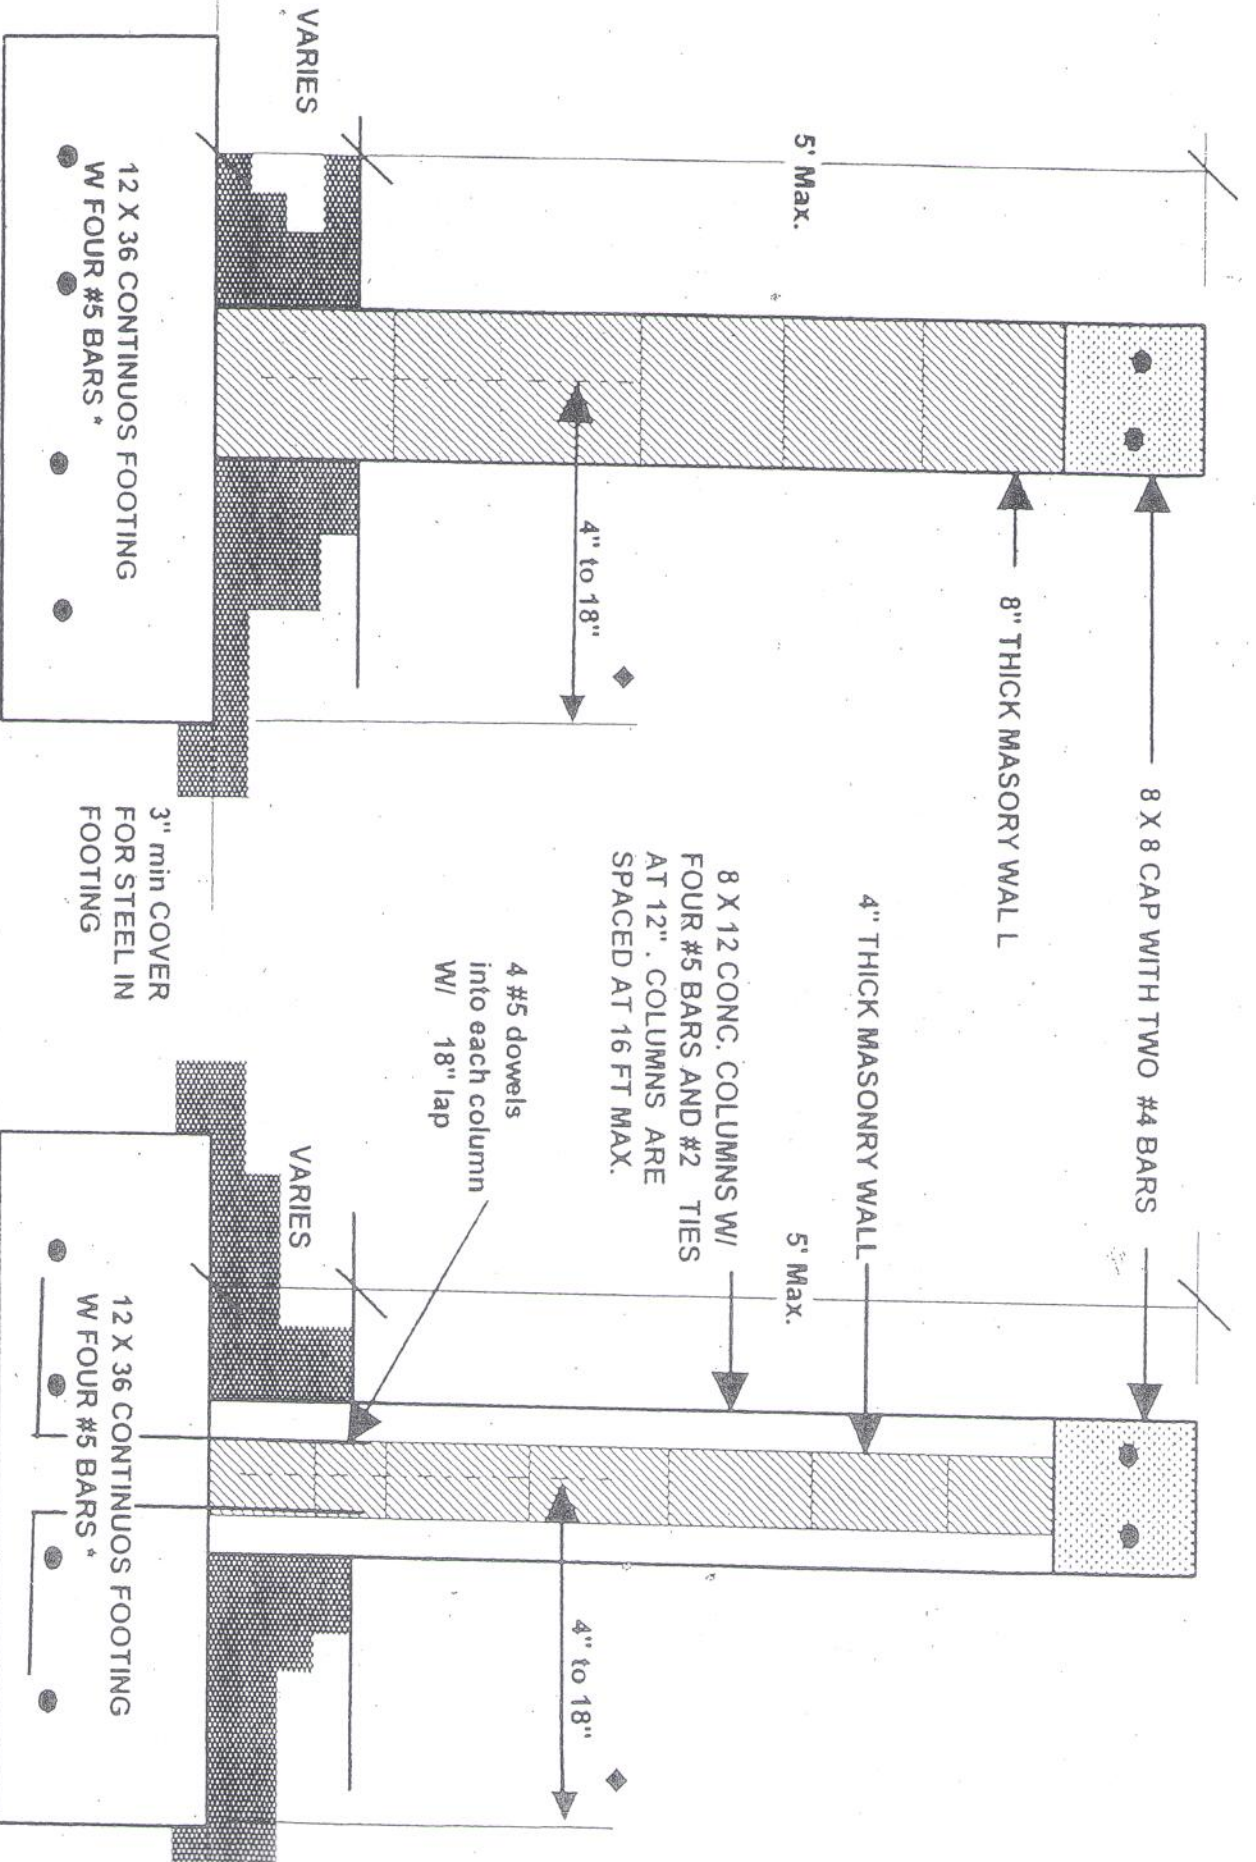 8 X 8 CAP WITH TWO #4 BARS
8" THICK MASORY WAL L
5' Max.
4" to 18"
VARIES
12 X 36 CONTINUOS FOOTING
W FOUR #5 BARS *
3" min COVER
FOR STEEL IN
FOOTING
4" THICK MASONRY WALL
5' Max.
8 X 12 CONC. COLUMNS W/
FOUR #5 BARS AND #2 TIES
AT 12" . COLUMNS ARE
SPACED AT 16 FT MAX.
4 #5 dowels
into each column
W/ 18" lap
4" to 18"
VARIES
12 X 36 CONTINUOS FOOTING
W FOUR #5 BARS *